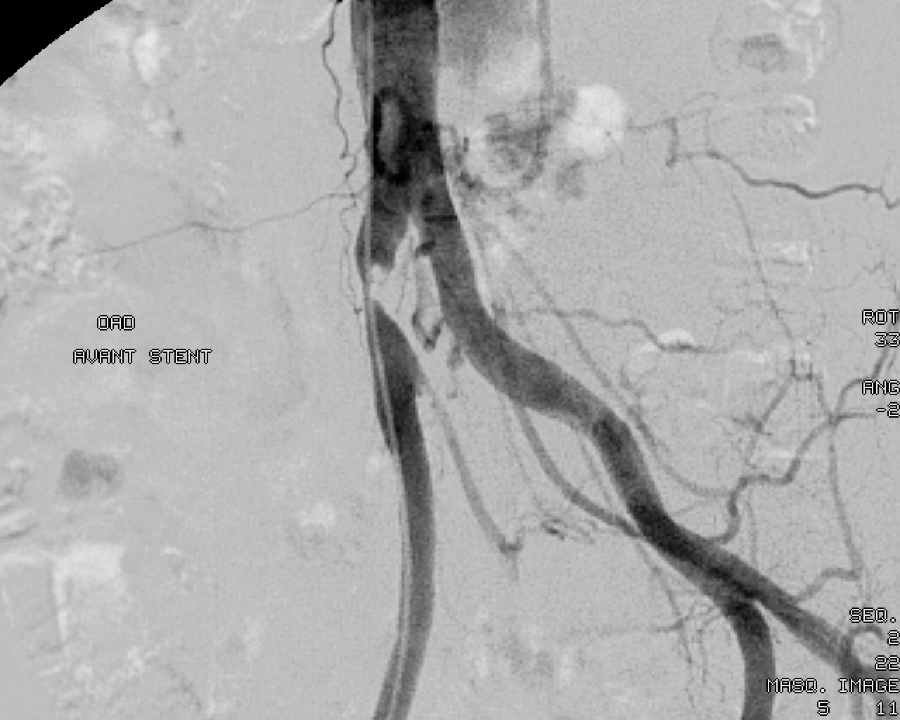 OAD
AVANT STENT
ROT
33
ANG
-2
SEQ.
2
22
MASQ. IMAGE
5 11